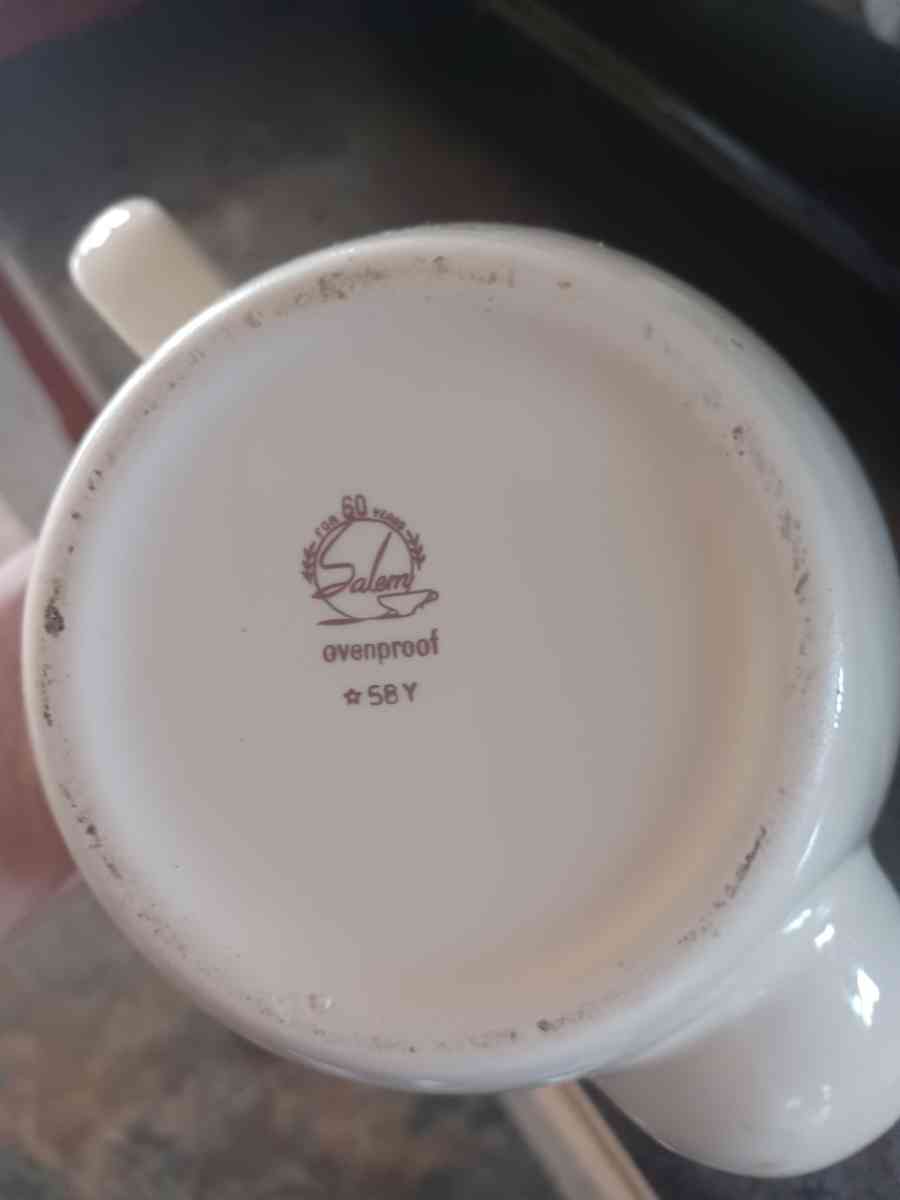 FOR 60 YEARS
Salem
ovenproof
☆58Y